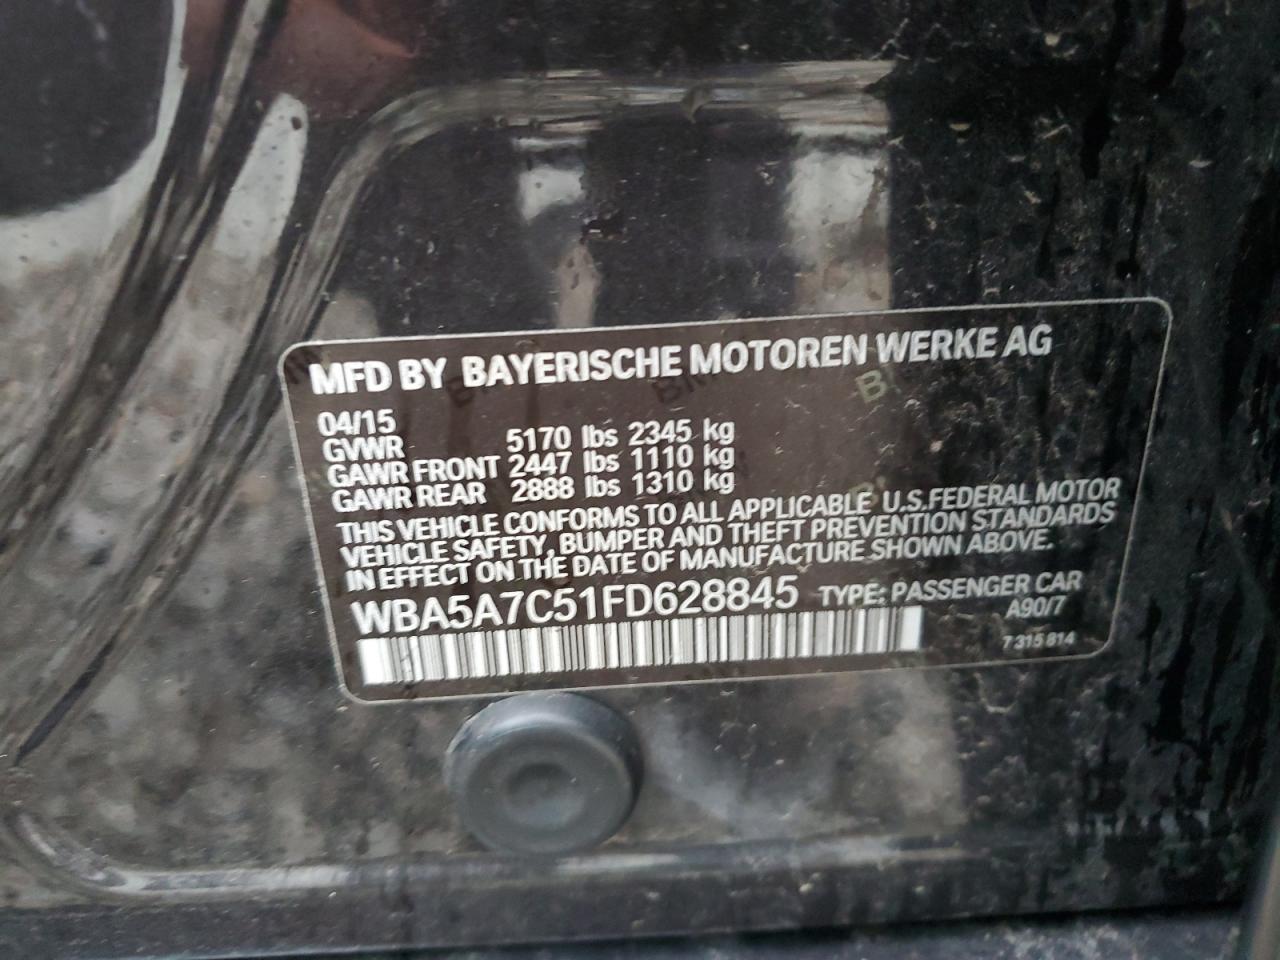 MFD BY BAYERISCHE MOTOREN WERKE AG
04/15
GVWR 5170 lbs 2345 kg
GAWR FRONT 2447 lbs 1110 kg
GAWR REAR 2888 lbs 1310 kg
THIS VEHICLE CONFORMS TO ALL APPLICABLE U.S.FEDERAL MOTOR
VEHICLE SAFETY, BUMPER AND THEFT PREVENTION STANDARDS
IN EFFECT ON THE DATE OF MANUFACTURE SHOWN ABOVE.
WBA5A7C51FD628845 TYPE: PASSENGER CAR
A90/7
7 315 814